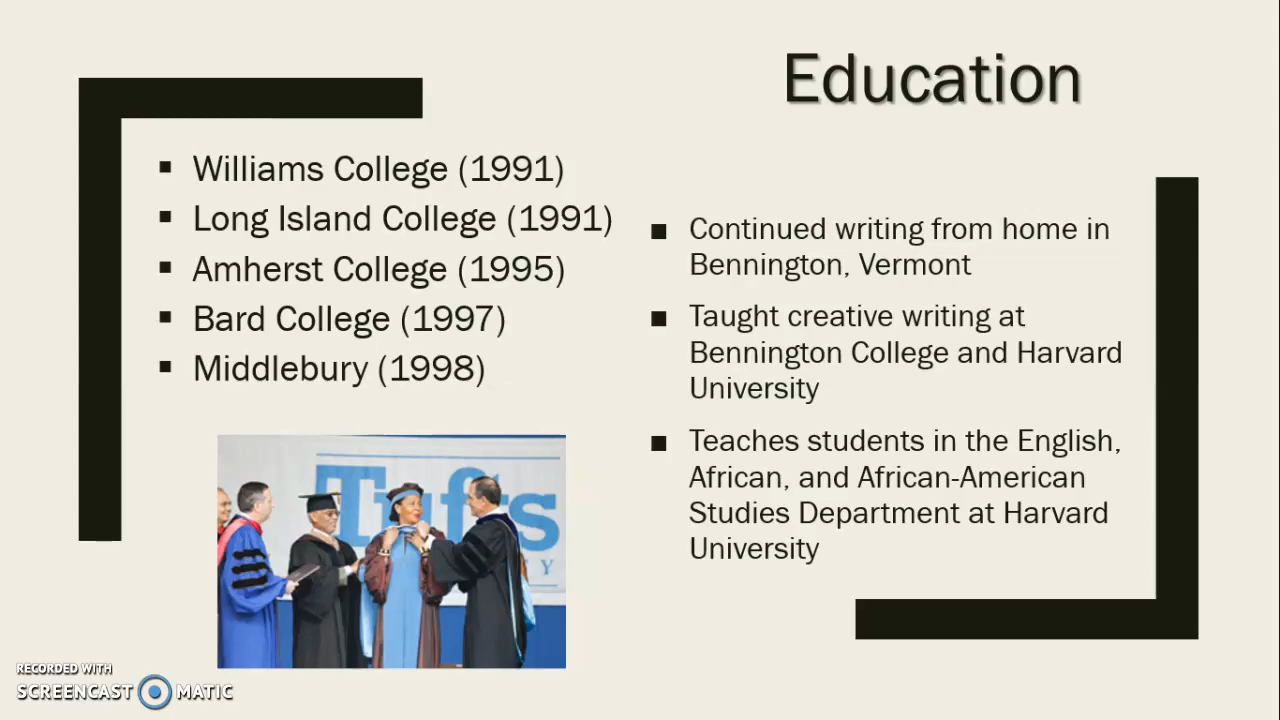 Education
▪ Williams College (1991)
▪ Long Island College (1991)
▪ Amherst College (1995)
▪ Bard College (1997)
▪ Middlebury (1998)
▪ Continued writing from home in
Bennington, Vermont
▪ Taught creative writing at
Bennington College and Harvard
University
▪ Teaches students in the English,
African, and African-American
Studies Department at Harvard
University
Tufts
Y
RECORDED WITH
SCREENCAST MATIC